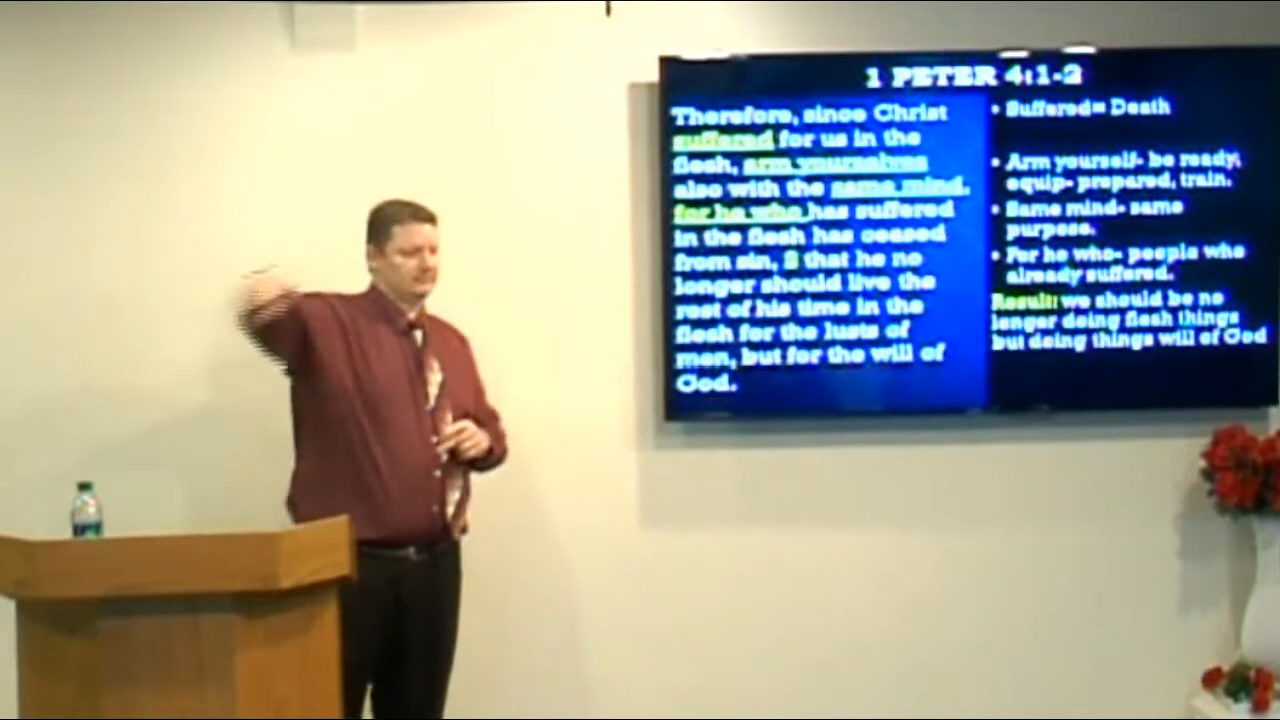 1 PETER 4:1-2
Therefore, since Christ
suffered for us in the
flesh, arm yourselves
also with the same mind,
for he who has suffered
in the flesh has ceased
from sin, 2 that he no
longer should live the
rest of his time in the
flesh for the lusts of
men, but for the will of
God.
• Suffered= Death
• Arm yourself- be ready,
equip- prepared, train.
• Same mind- same
purpose.
• For he who- people who
already suffered.
Result: we should be no
longer doing flesh things
but doing things will of God